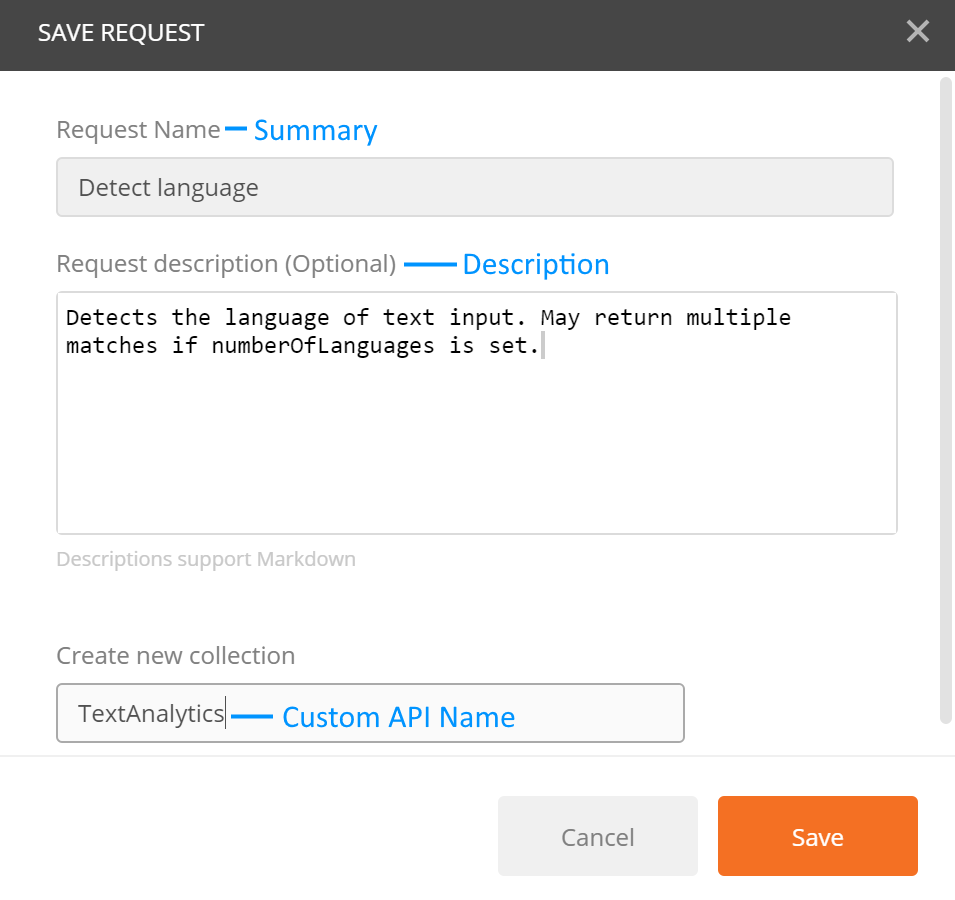 SAVE REQUEST
Request Name Summary
Detect language
Request description (Optional) Description
Detects the language of text input. May return multiple
matches if numberOfLanguages is set.
Descriptions support Markdown
Create new collection
TextAnalytics Custom API Name
Cancel Save